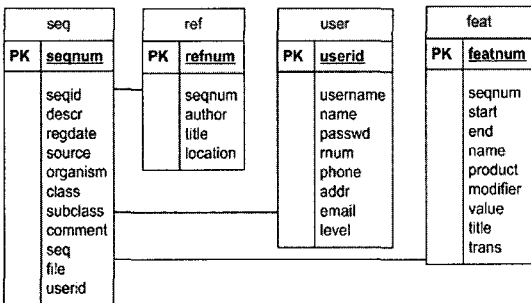 seq
PK seqnum
seqid
descr
regdate
source
organism
class
subclass
comment
seq
file
userid
ref
PK refnum
seqnum
author
title
location
user
PK userid
username
name
passwd
rnum
phone
addr
email
level
feat
PK featnum
seqnum
start
end
name
product
modifier
value
title
trans